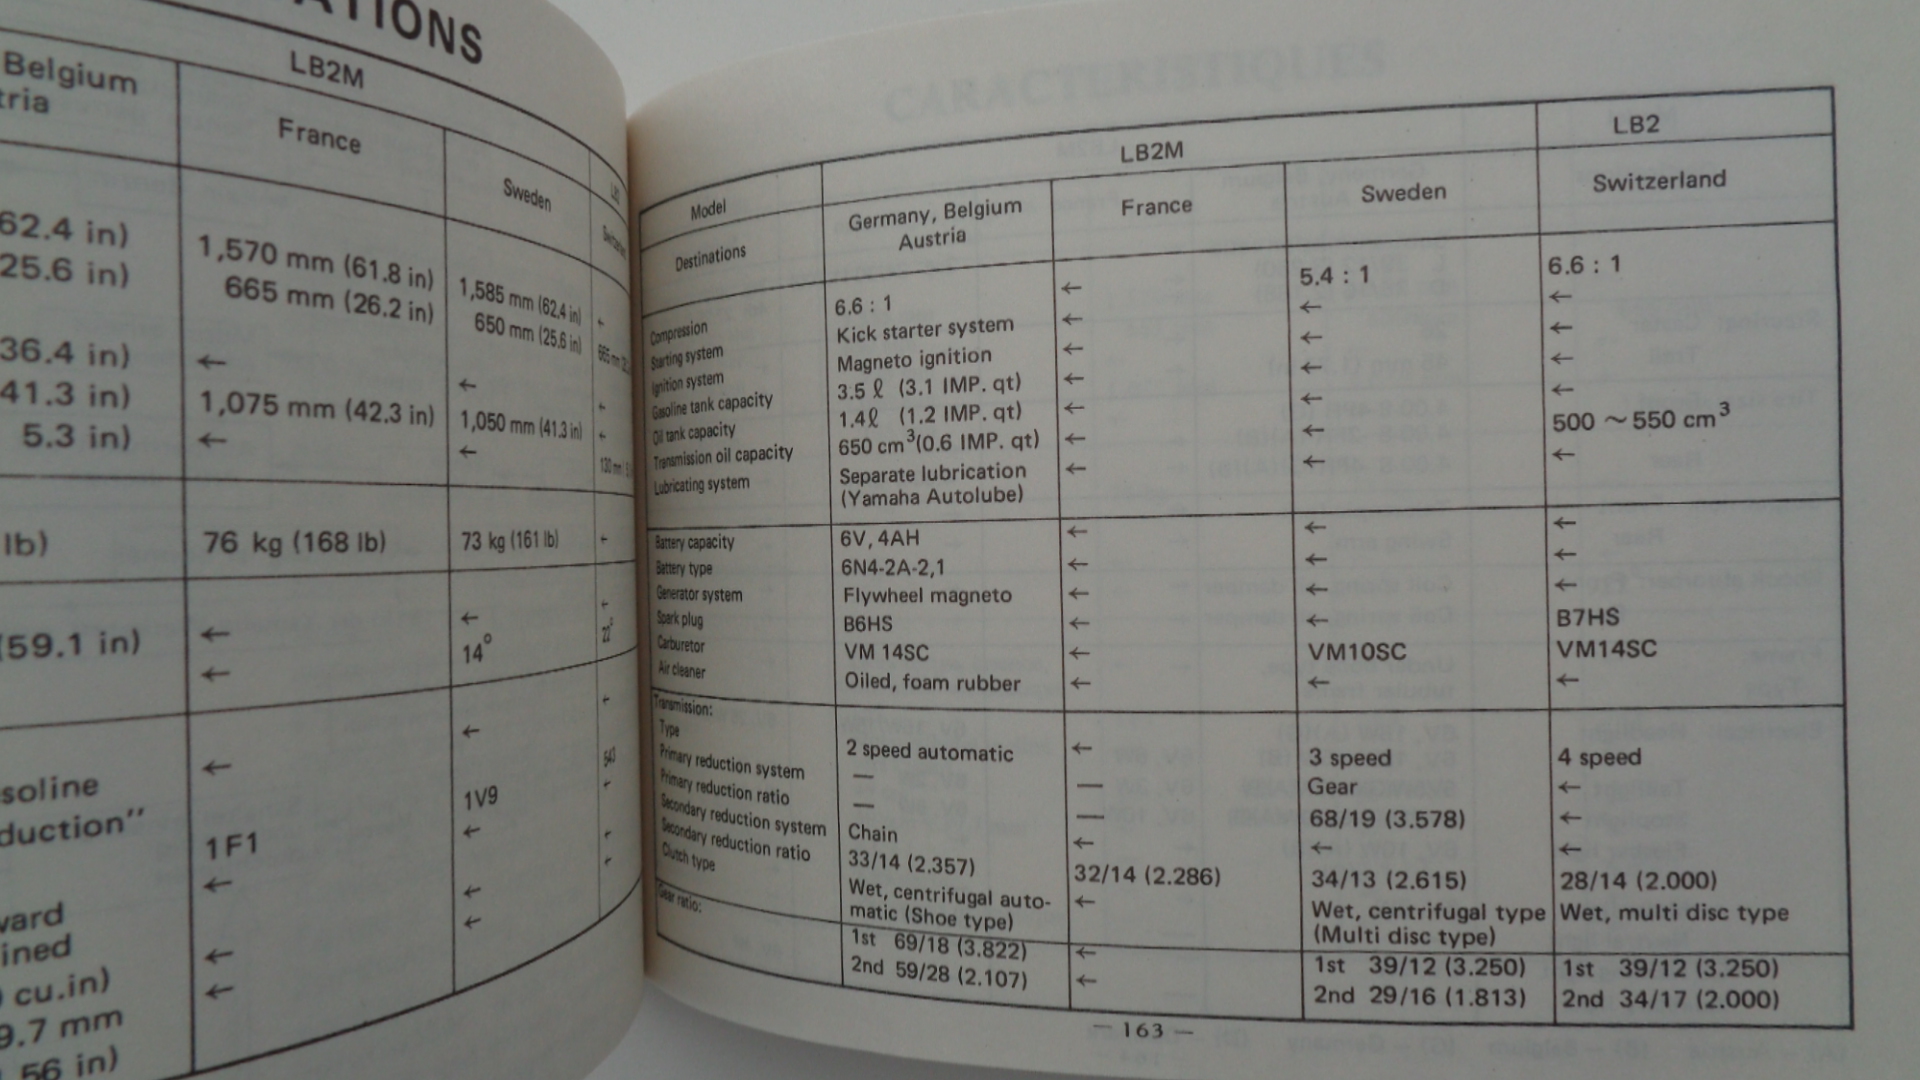 ATIONS
Belgium
tria
LB2M
France
Sweden
62.4 in)
25.6 in)
1,570 mm (61.8 in)
665 mm (26.2 in)
1,585 mm (62.4 in)
650 mm (25.6 in)
←
36.4 in)
←
←
←
41.3 in)
1,075 mm (42.3 in)
1,050 mm (41.3 in)
←
5.3 in)
←
←
lb)
76 kg (168 lb)
73 kg (161 lb)
←
←
←
(59.1 in)
←
14°
22°
←
←
←
soline
←
1V9
543
←
duction"
1F1
←
←
←
←
←
ward
ined
←
←
cu.in)
←
9.7 mm
56 in)
Model
LB2M
LB2
Destinations
Germany, Belgium
Austria
France
Sweden
Switzerland
Compression
6.6 : 1
←
5.4 : 1
6.6 : 1
Starting system
Kick starter system
←
←
←
Ignition system
Magneto ignition
←
←
←
Gasoline tank capacity
3.5 ℓ (3.1 IMP. qt)
←
←
←
Oil tank capacity
1.4ℓ (1.2 IMP. qt)
←
←
←
Transmission oil capacity
650 cm³(0.6 IMP. qt)
←
←
500 ～ 550 cm³
Lubricating system
Separate lubrication
(Yamaha Autolube)
←
←
←
Battery capacity
6V, 4AH
←
←
←
Battery type
6N4-2A-2,1
←
←
←
Generator system
Flywheel magneto
←
←
←
Spark plug
B6HS
←
←
B7HS
Carburetor
VM 14SC
←
VM10SC
VM14SC
Air cleaner
Oiled, foam rubber
←
←
←
Transmission:
Type
2 speed automatic
←
3 speed
4 speed
Primary reduction system
—
—
Gear
←
Primary reduction ratio
—
—
68/19 (3.578)
←
Secondary reduction system
Chain
←
←
←
Secondary reduction ratio
33/14 (2.357)
32/14 (2.286)
34/13 (2.615)
28/14 (2.000)
Clutch type
Wet, centrifugal auto-
matic (Shoe type)
←
Wet, centrifugal type
(Multi disc type)
Wet, multi disc type
Gear ratio:
1st 69/18 (3.822)
←
1st 39/12 (3.250)
1st 39/12 (3.250)
2nd 59/28 (2.107)
←
2nd 29/16 (1.813)
2nd 34/17 (2.000)
— 163 —